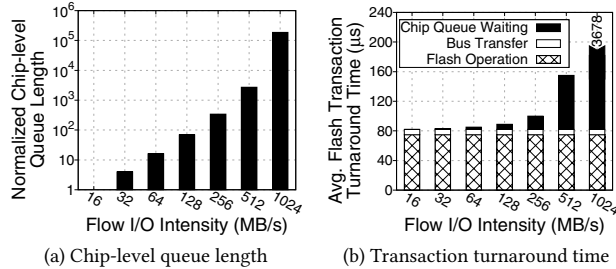 Normalized Chip-level
Queue Length
10^6
10^5
10^4
10^3
10^2
10
1
16
32
64
128
256
512
1024
Flow I/O Intensity (MB/s)
(a) Chip-level queue length
Avg. Flash Transaction
Turnaround Time (μs)
240
200
160
120
80
40
0
Chip Queue Waiting
Bus Transfer
Flash Operation
3678
16
32
64
128
256
512
1024
Flow I/O Intensity (MB/s)
(b) Transaction turnaround time